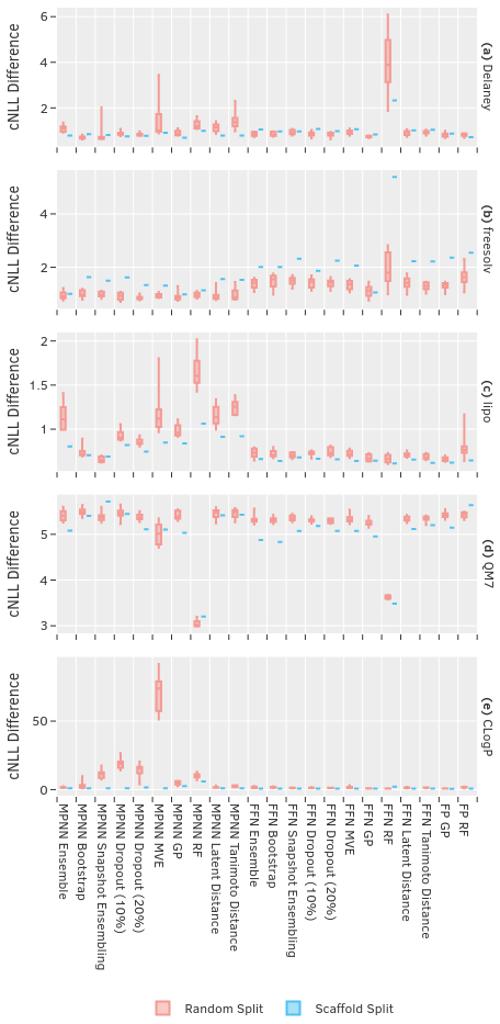 cNLL Difference
6
4
2
(a) Delaney
cNLL Difference
4
2
(b) freesolv
cNLL Difference
2
1.5
1
(c) lipo
cNLL Difference
5
4
3
(d) QM7
cNLL Difference
50
0
(e) CLogP
MPNN Ensemble
MPNN Bootstrap
MPNN Snapshot Ensembling
MPNN Dropout (10%)
MPNN Dropout (20%)
MPNN MVE
MPNN GP
MPNN RF
MPNN Latent Distance
MPNN Tanimoto Distance
FFN Ensemble
FFN Bootstrap
FFN Snapshot Ensembling
FFN Dropout (10%)
FFN Dropout (20%)
FFN MVE
FFN GP
FFN RF
FFN Latent Distance
FFN Tanimoto Distance
FP GP
FP RF
Random Split
Scaffold Split